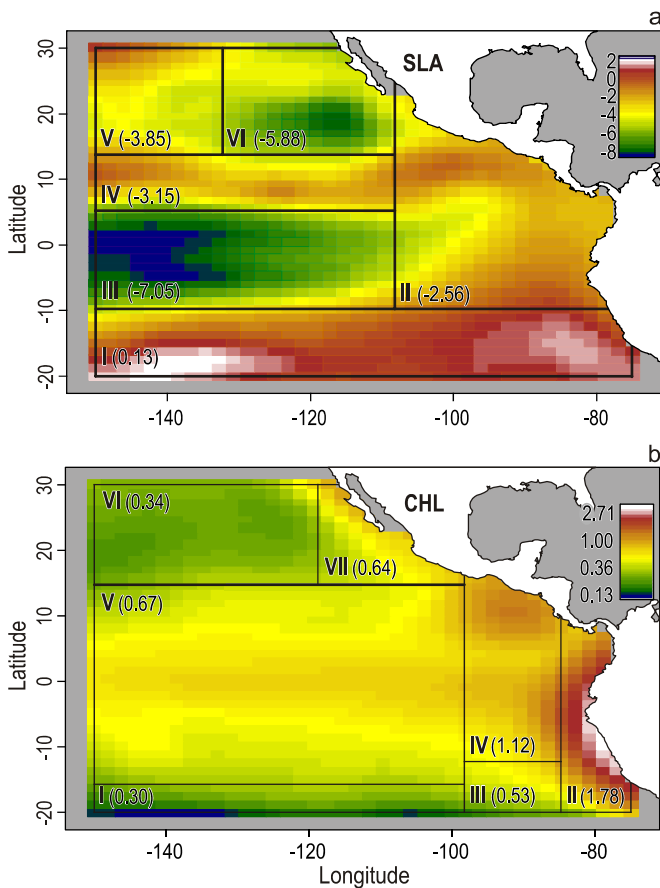 a
SLA
30
20
10
0
-10
-20
Latitude
2
0
-2
-4
-6
-8
V (-3.85)
VI (-5.88)
IV (-3.15)
III (-7.05)
II (-2.56)
I (0.13)
-140
-120
-100
-80
b
CHL
30
20
10
0
-10
-20
Latitude
2.71
1.00
0.36
0.13
VI (0.34)
VII (0.64)
V (0.67)
IV (1.12)
I (0.30)
III (0.53)
II (1.78)
-140
-120
-100
-80
Longitude